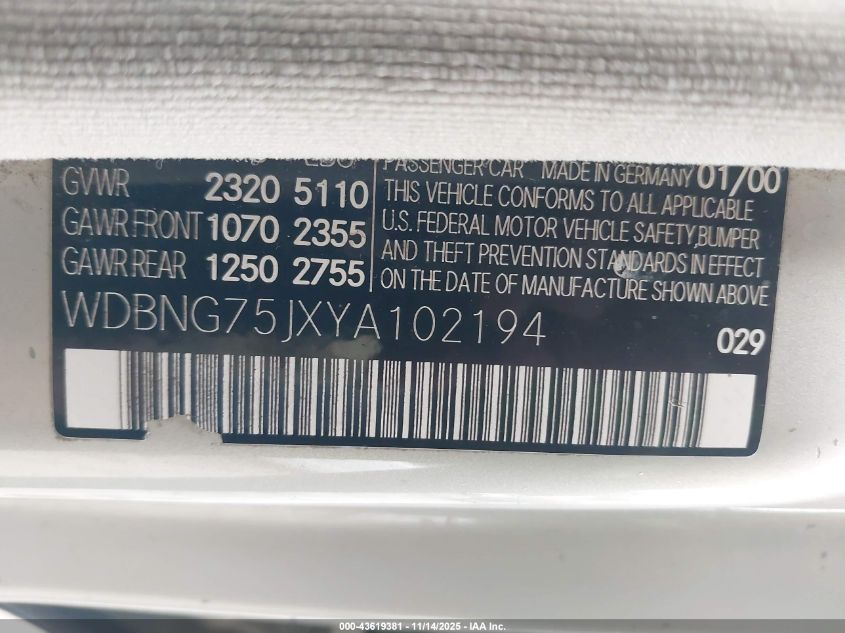 GVWR 2320 5110
GAWR FRONT 1070 2355
GAWR REAR 1250 2755
PASSENGER CAR MADE IN GERMANY 01/00
THIS VEHICLE CONFORMS TO ALL APPLICABLE
U.S. FEDERAL MOTOR VEHICLE SAFETY,BUMPER
AND THEFT PREVENTION STANDARDS IN EFFECT
ON THE DATE OF MANUFACTURE SHOWN ABOVE
WDBNG75JXYA102194
029
000-43619381 - 11/14/2025 - IAA Inc.